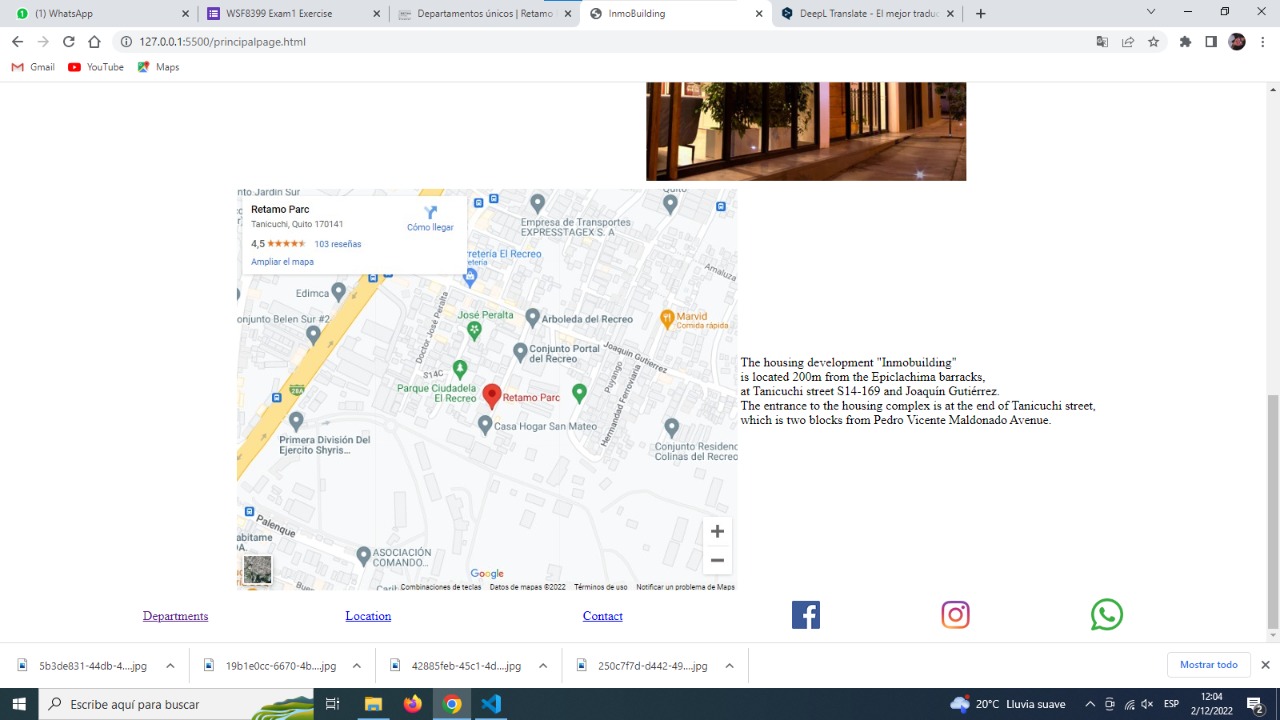 (1) WhatsApp
WSF8399 Exam1 Exercise
Departamentos únicos | Retamo
InmoBuilding
DeepL Translate - El mejor traduc
127.0.0.1:5500/principalpage.html
Gmail
YouTube
Maps
nto Jardín Sur
Quito
Retamo Parc
Tanicuchi, Quito 170141
4,5
103 reseñas
Ampliar el mapa
Cómo llegar
Empresa de Transportes
EXPRESSTAGEX S. A
rretería El Recreo
retería
Amaluza
Edimca
onjunto Belen Sur #2
Doctor José Peralta
José Peralta
Arboleda del Recreo
Marvid
Comida rápida
Conjunto Portal
del Recreo
Joaquín Gutierrez
S14C
Puyango
Parque Ciudadela
El Recreo
Retamo Parc
Hermandad Ferroviaria
Casa Hogar San Mateo
Primera División Del
Ejercito Shyris...
Conjunto Residenc
Colinas del Recreo
Palenque
abitame
DA.
ASOCIACIÓN
COMANDO...
Google
Combinaciones de teclas
Datos de mapas ©2022
Términos de uso
Notificar un problema de Maps
The housing development "Inmobuilding"
is located 200m from the Epiclachima barracks,
at Tanicuchi street S14-169 and Joaquín Gutiérrez.
The entrance to the housing complex is at the end of Tanicuchi street,
which is two blocks from Pedro Vicente Maldonado Avenue.
Departments
Location
Contact
5b3de831-44db-4....jpg
19b1e0cc-6670-4b....jpg
42885feb-45c1-4d....jpg
250c7f7d-d442-49....jpg
Mostrar todo
Escribe aquí para buscar
20°C Lluvia suave
ESP
12:04
2/12/2022
2